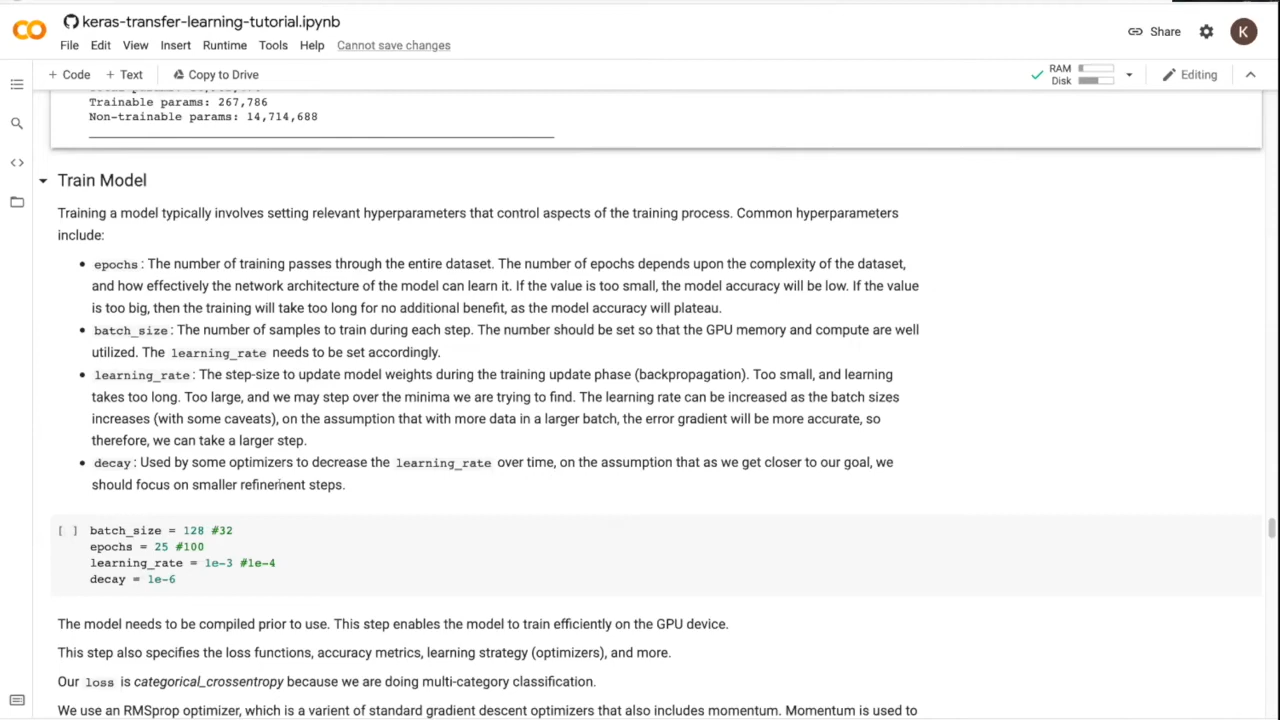 keras-transfer-learning-tutorial.ipynb
File Edit View Insert Runtime Tools Help Cannot save changes
Share
K
+ Code + Text Copy to Drive
RAM
Disk
Editing
Trainable params: 267,786
Non-trainable params: 14,714,688
Train Model
Training a model typically involves setting relevant hyperparameters that control aspects of the training process. Common hyperparameters
include:
• epochs: The number of training passes through the entire dataset. The number of epochs depends upon the complexity of the dataset,
and how effectively the network architecture of the model can learn it. If the value is too small, the model accuracy will be low. If the value
is too big, then the training will take too long for no additional benefit, as the model accuracy will plateau.
• batch_size: The number of samples to train during each step. The number should be set so that the GPU memory and compute are well
utilized. The learning_rate needs to be set accordingly.
• learning_rate: The step-size to update model weights during the training update phase (backpropagation). Too small, and learning
takes too long. Too large, and we may step over the minima we are trying to find. The learning rate can be increased as the batch sizes
increases (with some caveats), on the assumption that with more data in a larger batch, the error gradient will be more accurate, so
therefore, we can take a larger step.
• decay: Used by some optimizers to decrease the learning_rate over time, on the assumption that as we get closer to our goal, we
should focus on smaller refinement steps.
[ ] batch_size = 128 #32
epochs = 25 #100
learning_rate = 1e-3 #1e-4
decay = 1e-6
The model needs to be compiled prior to use. This step enables the model to train efficiently on the GPU device.
This step also specifies the loss functions, accuracy metrics, learning strategy (optimizers), and more.
Our loss is categorical_crossentropy because we are doing multi-category classification.
We use an RMSprop optimizer, which is a varient of standard gradient descent optimizers that also includes momentum. Momentum is used to